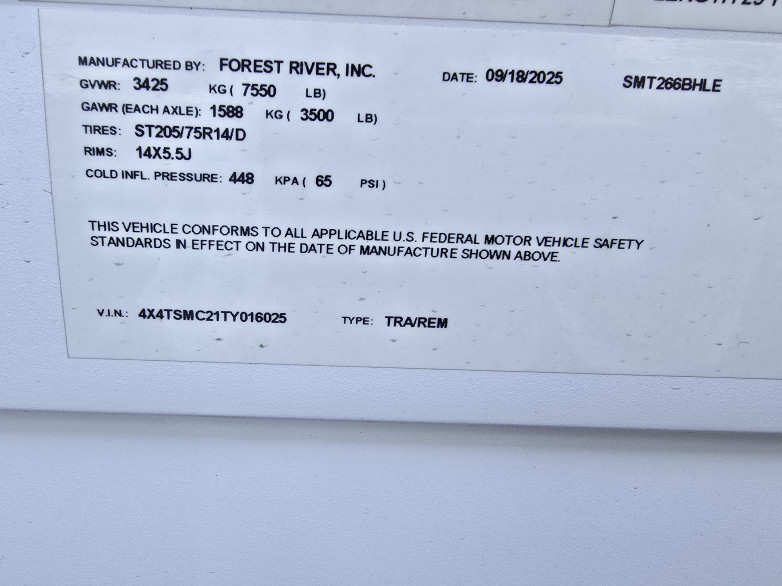 MANUFACTURED BY: FOREST RIVER, INC. DATE: 09/18/2025 SMT266BHLE
GVWR: 3425 KG ( 7550 LB)
GAWR (EACH AXLE): 1588 KG ( 3500 LB)
TIRES: ST205/75R14/D
RIMS: 14X5.5J
COLD INFL. PRESSURE: 448 KPA ( 65 PSI )
THIS VEHICLE CONFORMS TO ALL APPLICABLE U.S. FEDERAL MOTOR VEHICLE SAFETY
STANDARDS IN EFFECT ON THE DATE OF MANUFACTURE SHOWN ABOVE.
V.I.N.: 4X4TSMC21TY016025 TYPE: TRA/REM